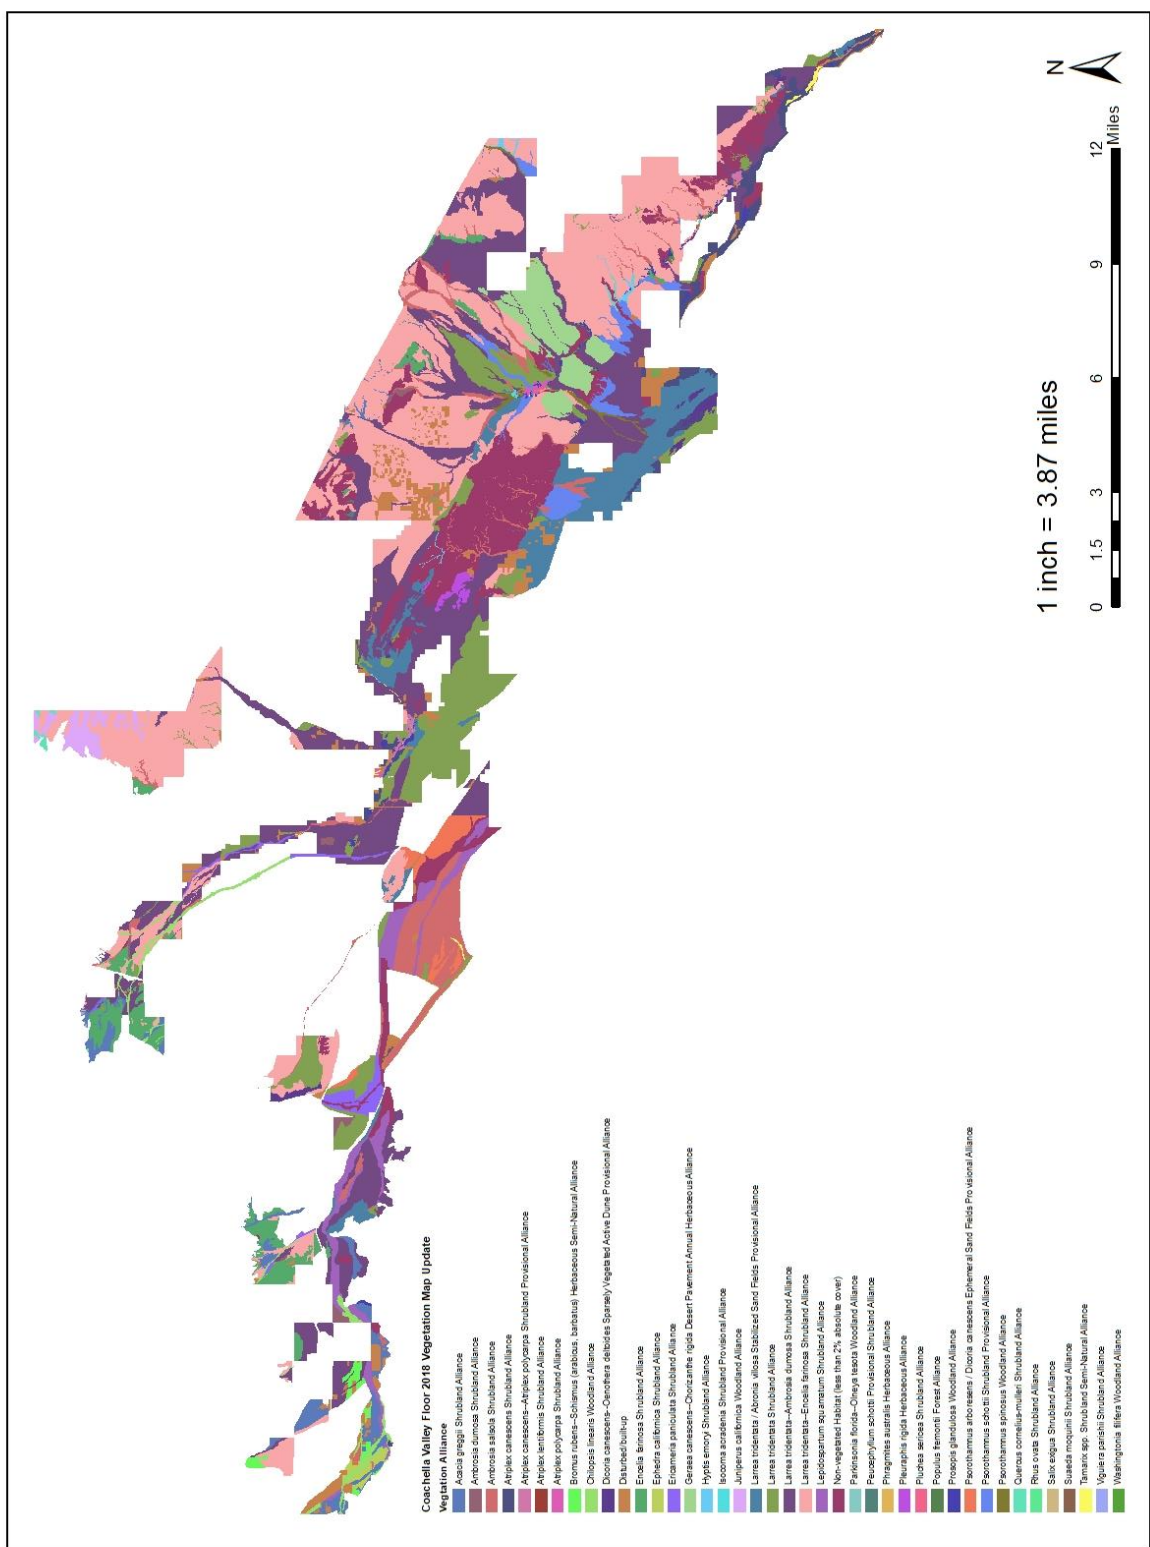 Coachella Valley Floor 2018 Vegetation Map Update
Vegtation Alliance
Acacia greggii Shrubland Alliance
Ambrosia dumosa Shrubland Alliance
Ambrosia salsola Shrubland Alliance
Atriplex canescens Shrubland Alliance
Atriplex canescens--Atriplex polycarpa Shrubland Provisional Alliance
Atriplex lentiformis Shrubland Alliance
Atriplex polycarpa Shrubland Alliance
Bromus rubens--Schismus (arabicus, barbatus) Herbaceous Semi-Natural Alliance
Chilopsis linearis Woodland Alliance
Dicoria canescens--Oenothera deltoides Sparsely Vegetated Active Dune Provisional Alliance
Disturbed/built-up
Encelia farinosa Shrubland Alliance
Ephedra californica Shrubland Alliance
Ericameria paniculata Shrubland Alliance
Geraea canescens--Chorizanthe rigida Desert Pavement Annual Herbaceous Alliance
Hyptis emoryi Shrubland Alliance
Isocoma acradenia Shrubland Provisional Alliance
Juniperus californica Woodland Alliance
Larrea tridentata / Abronia villosa Stabilized Sand Fields Provisional Alliance
Larrea tridentata Shrubland Alliance
Larrea tridentata--Ambrosia dumosa Shrubland Alliance
Larrea tridentata--Encelia farinosa Shrubland Alliance
Lepidospartum squamatum Shrubland Alliance
Non-vegetated Habitat (less than 2% absolute cover)
Parkinsonia florida--Olneya tesota Woodland Alliance
Peucephyllum schottii Provisional Shrubland Alliance
Phragmites australis Herbaceous Alliance
Pleuraphis rigida Herbaceous Alliance
Pluchea sericea Shrubland Alliance
Populus fremontii Forest Alliance
Prosopis glandulosa Woodland Alliance
Psorothamnus arborescens / Dicoria canescens Ephemeral Sand Fields Provisional Alliance
Psorothamnus schottii Shrubland Provisional Alliance
Psorothamnus spinosus Woodland Alliance
Quercus cornelius-mulleri Shrubland Alliance
Rhus ovata Shrubland Alliance
Salix exigua Shrubland Alliance
Suaeda moquinii Shrubland Alliance
Tamarix spp. Shrubland Semi-Natural Alliance
Viguiera parishii Shrubland Alliance
Washingtonia filifera Woodland Alliance
1 inch = 3.87 miles
0 1.5 3 6 9 12
Miles
N